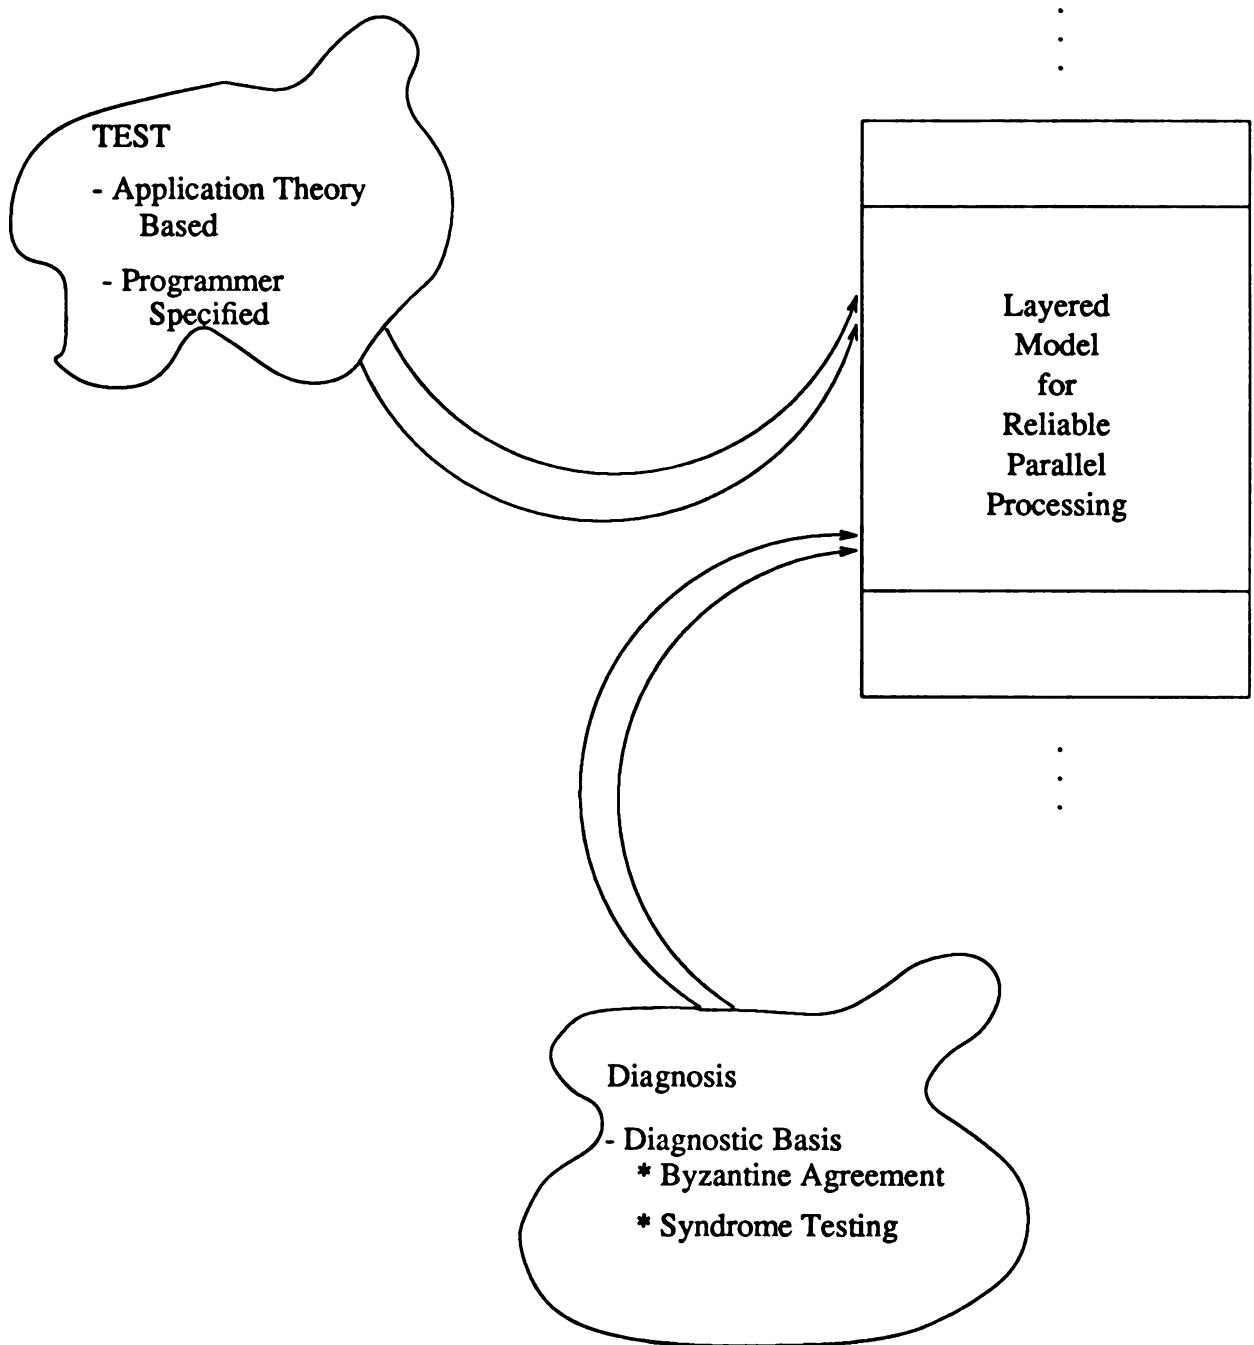 TEST
- Application Theory
Based
- Programmer
Specified
Layered
Model
for
Reliable
Parallel
Processing
Diagnosis
- Diagnostic Basis
* Byzantine Agreement
* Syndrome Testing